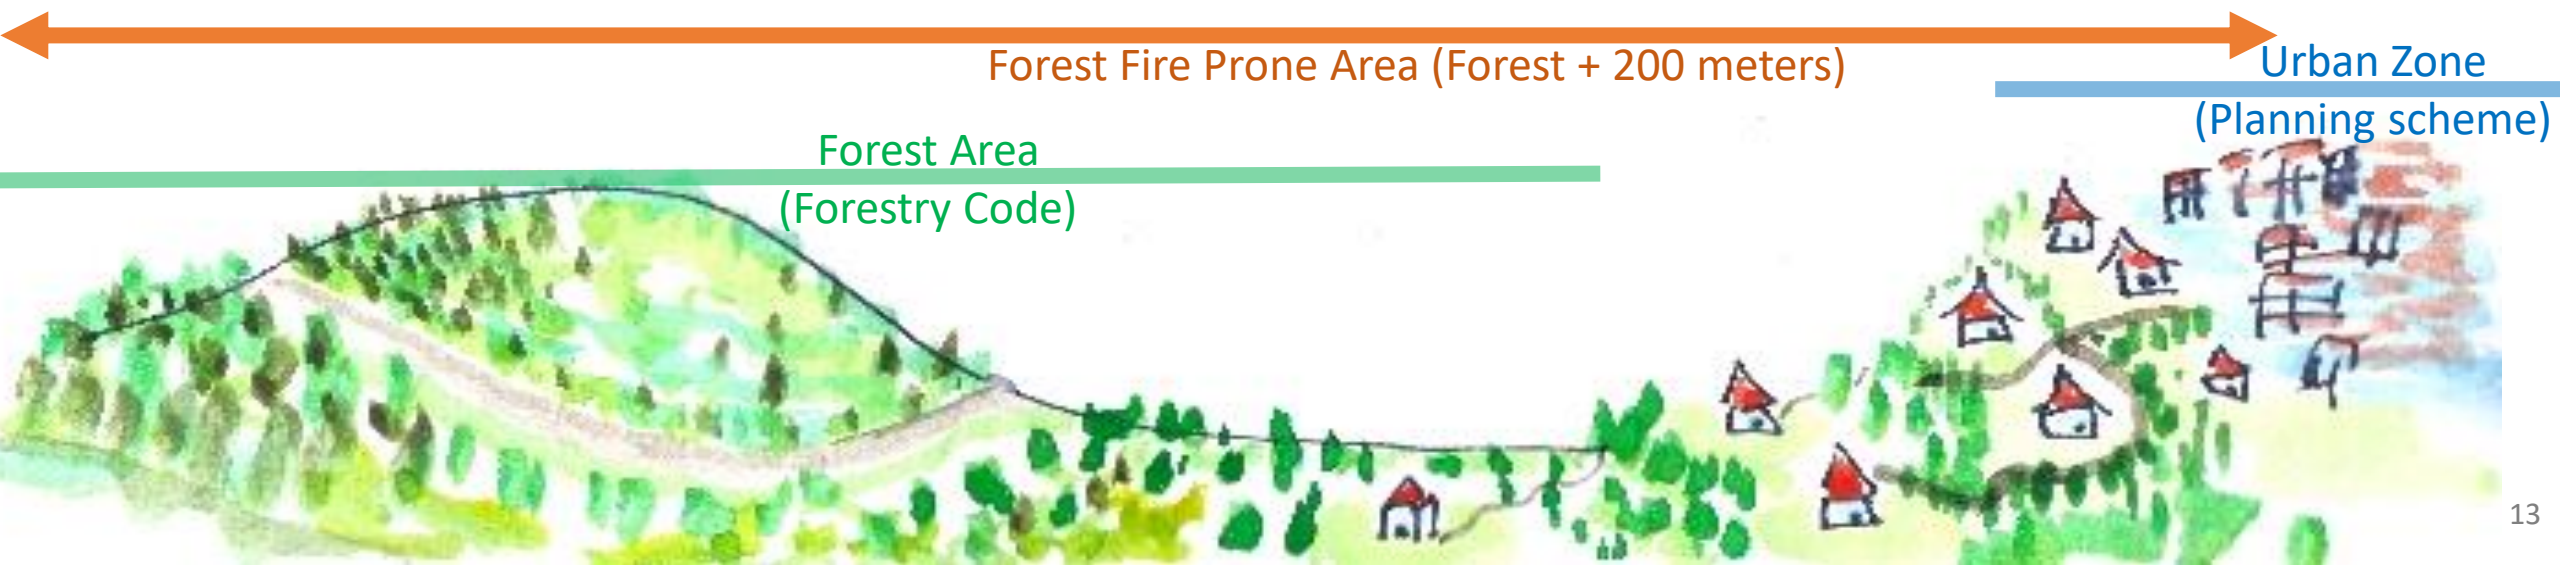 Forest Fire Prone Area (Forest + 200 meters)
Urban Zone
(Planning scheme)
Forest Area
(Forestry Code)
13